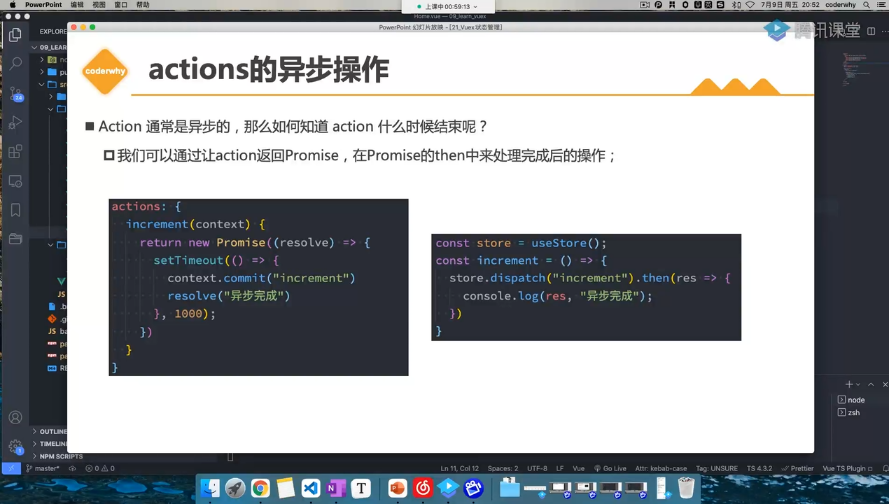 PowerPoint 编辑 视图 窗口 帮助
上课中 00:59:13
7月9日 周五 20:52 coderwhy
Home.vue — 09_learn_vuex
PowerPoint 幻灯片放映 - [21_Vuex状态管理]
腾讯课堂
EXPLORER
09_LEAR
coderwhy
actions的异步操作
Action 通常是异步的，那么如何知道 action 什么时候结束呢？
我们可以通过让action返回Promise，在Promise的then中来处理完成后的操作；
actions: {
increment(context) {
return new Promise((resolve) => {
setTimeout(() => {
context.commit("increment")
resolve("异步完成")
}, 1000);
})
}
}
const store = useStore();
const increment = () => {
store.dispatch("increment").then(res => {
console.log(res, "异步完成");
})
}
node
zsh
OUTLINE
TIMELINE
NPM SCRIPTS
master* 0 0 Ln 11, Col 12 Spaces: 2 UTF-8 LF Vue Go Live Attr: kebab-case Tag: UNSURE TS 4.3.2 Prettier Vue TS Plugin